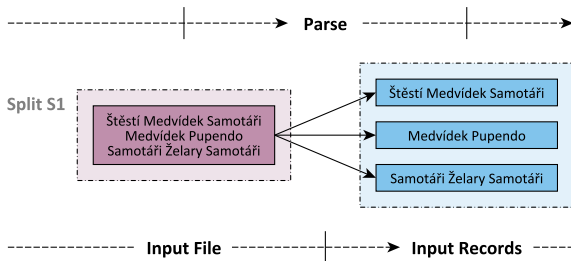 Parse
Split S1
Štěstí Medvídek Samotáři
Medvídek Pupendo
Samotáři Želary Samotáři
Štěstí Medvídek Samotáři
Medvídek Pupendo
Samotáři Želary Samotáři
Input File
Input Records